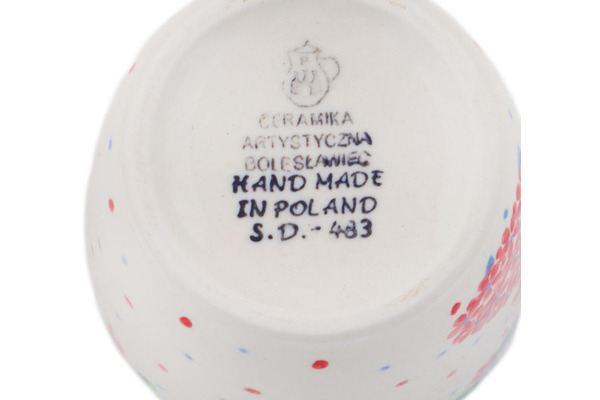 CERAMIKA
ARTYSTYCZNA
BOLESŁAWIEC
HAND MADE
IN POLAND
S.D. - 483